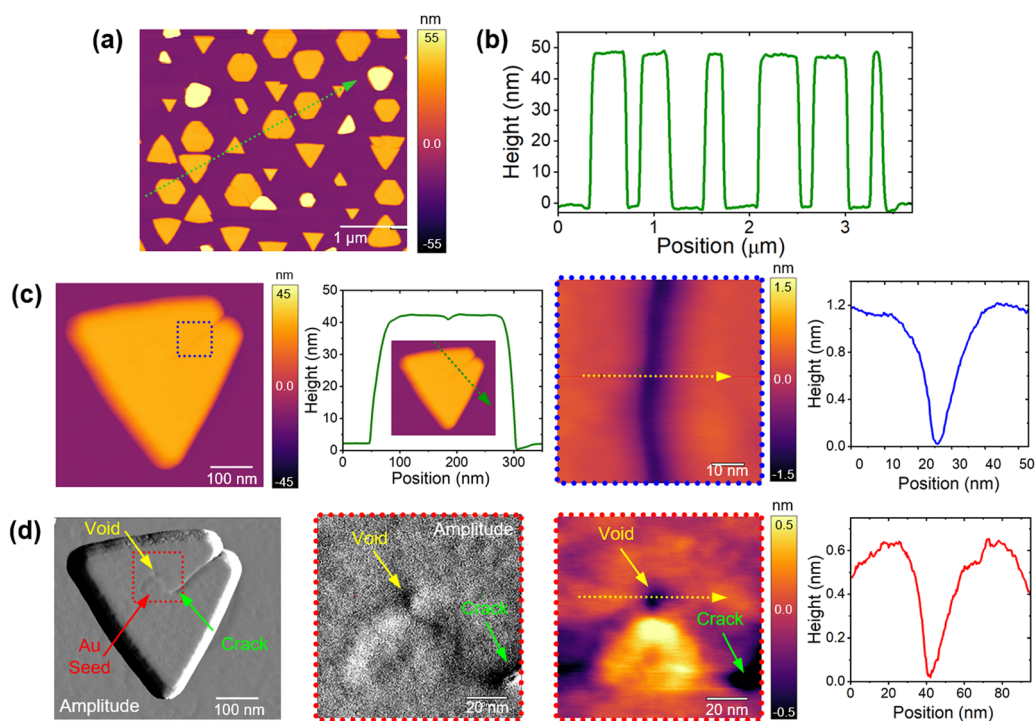 (a)
nm
55
0.0
-55
1 µm
(b)
Height (nm)
50
40
30
20
10
0
0 1 2 3
Position (µm)
(c)
nm
45
0.0
-45
100 nm
Height (nm)
50
40
30
20
10
0
0 100 200 300
Position (nm)
10 nm
nm
1.5
0.0
-1.5
Height (nm)
1.2
0.8
0.4
0.0
0 10 20 30 50 53
Position (nm)
(d)
Void
Au
Seed
Crack
Amplitude
100 nm
Amplitude
Void
Crack
20 nm
Void
Crack
20 nm
nm
0.5
0.0
-0.5
Height (nm)
0.6
0.4
0.2
0.0
0 20 40 60 80
Position (nm)